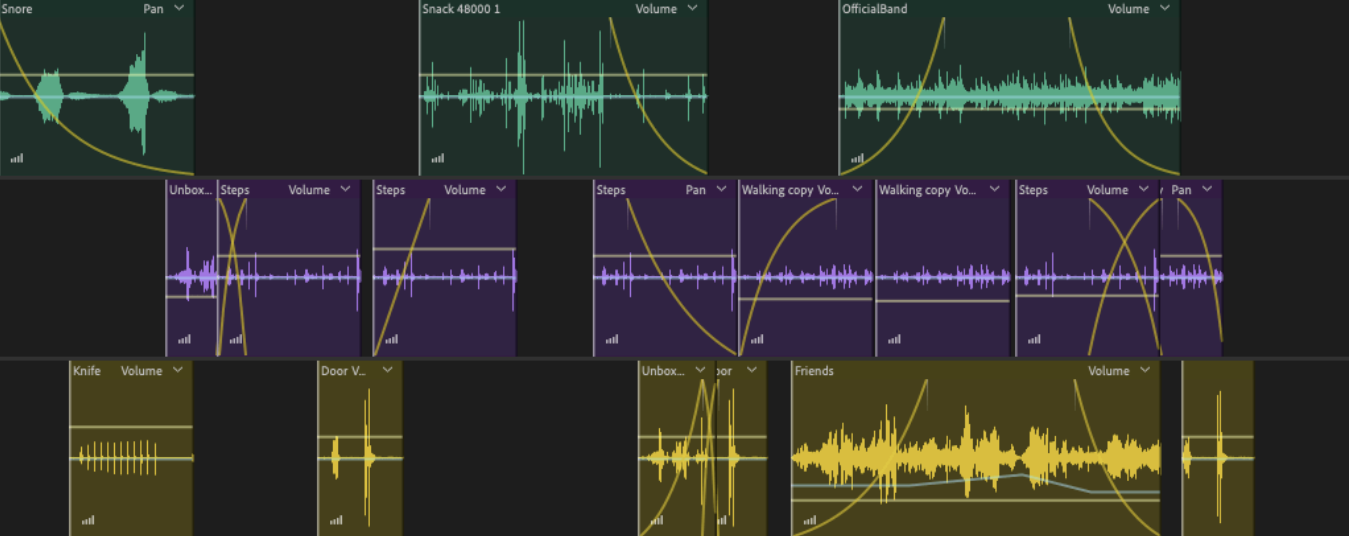 Snore Pan
Snack 48000 1 Volume
OfficialBand Volume
Unbox... Steps Volume
Steps Volume
Steps Pan
Walking copy Vo...
Walking copy Vo...
Steps Volume
Pan
Knife Volume
Door V...
Unbox...
oor
Friends Volume